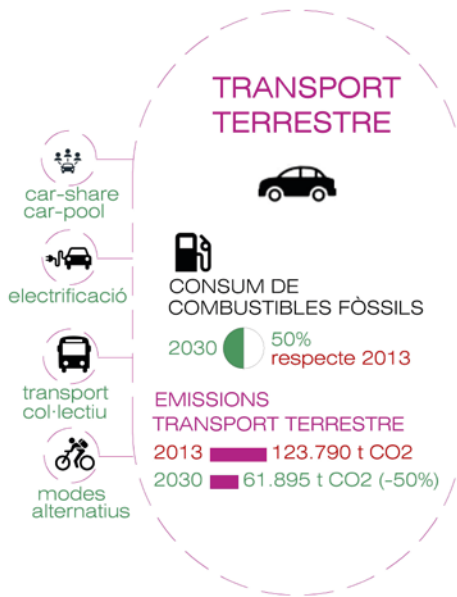 TRANSPORT
TERRESTRE
car-share
car-pool
electrificació
transport
col·lectiu
modes
alternatius
CONSUM DE
COMBUSTIBLES FÒSSILS
2030 50%
respecte 2013
EMISSIONS
TRANSPORT TERRESTRE
2013 123.790 t CO2
2030 61.895 t CO2 (-50%)